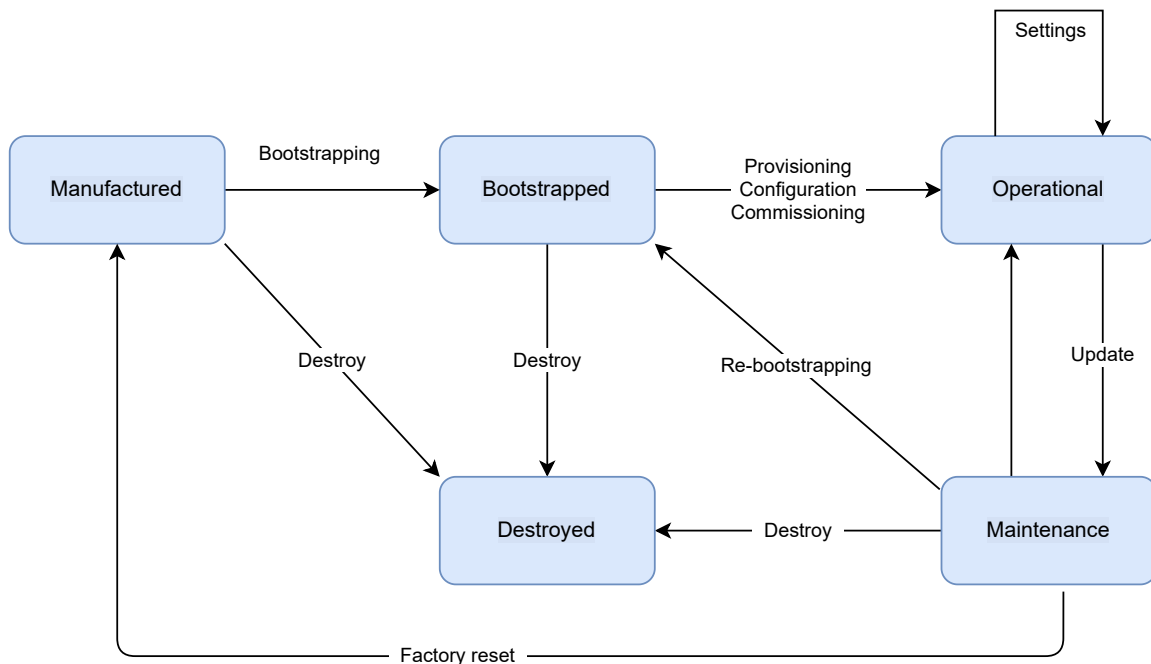 Settings
Manufactured
Bootstrapping
Bootstrapped
Provisioning
Configuration
Commissioning
Operational
Destroy
Destroy
Re-bootstrapping
Update
Destroyed
Destroy
Maintenance
Factory reset